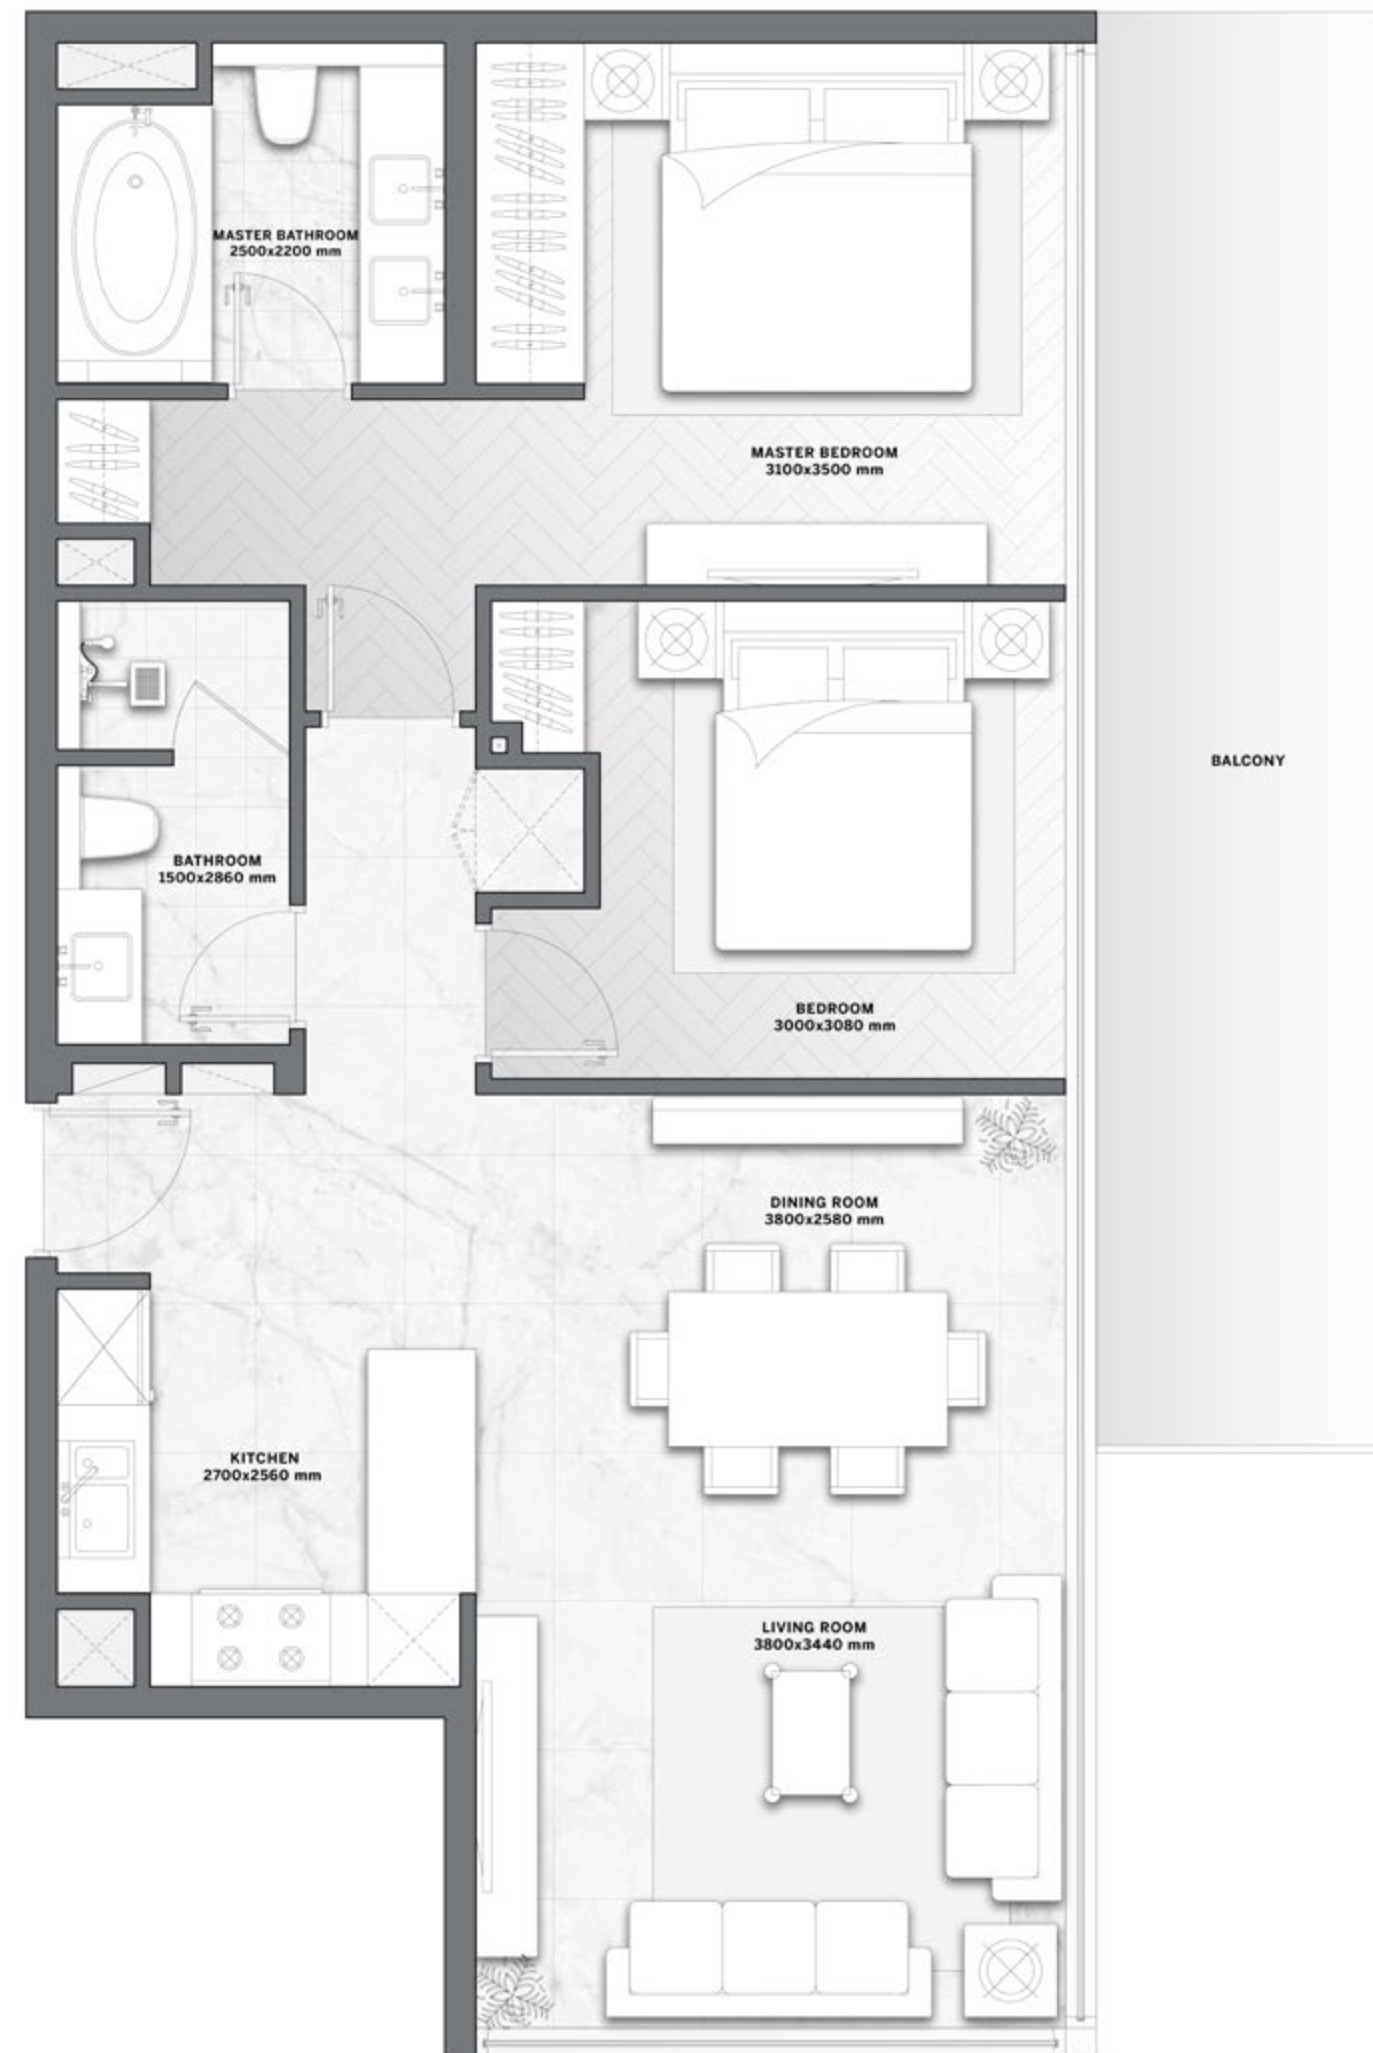 MASTER BATHROOM
2500x2200 mm
MASTER BEDROOM
3100x3500 mm
BALCONY
BATHROOM
1500x2860 mm
BEDROOM
3000x3080 mm
DINING ROOM
3800x2580 mm
KITCHEN
2700x2560 mm
LIVING ROOM
3800x3440 mm